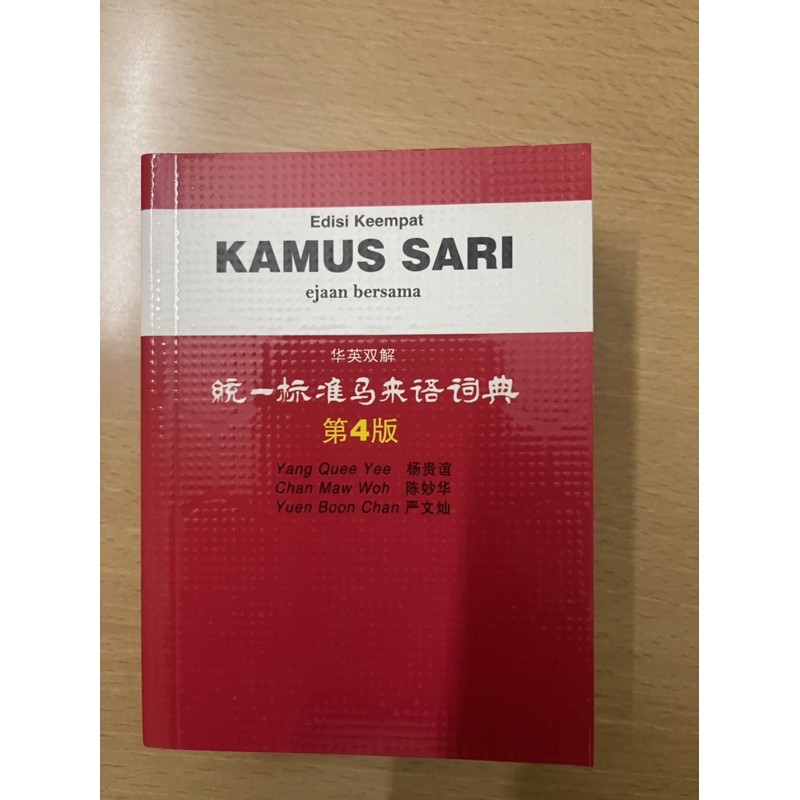 Edisi Keempat
KAMUS SARI
ejaan bersama
华英双解
統一标准马来语词典
第4版
Yang Quee Yee 杨贵谊
Chan Maw Woh 陈妙华
Yuen Boon Chan 严文灿